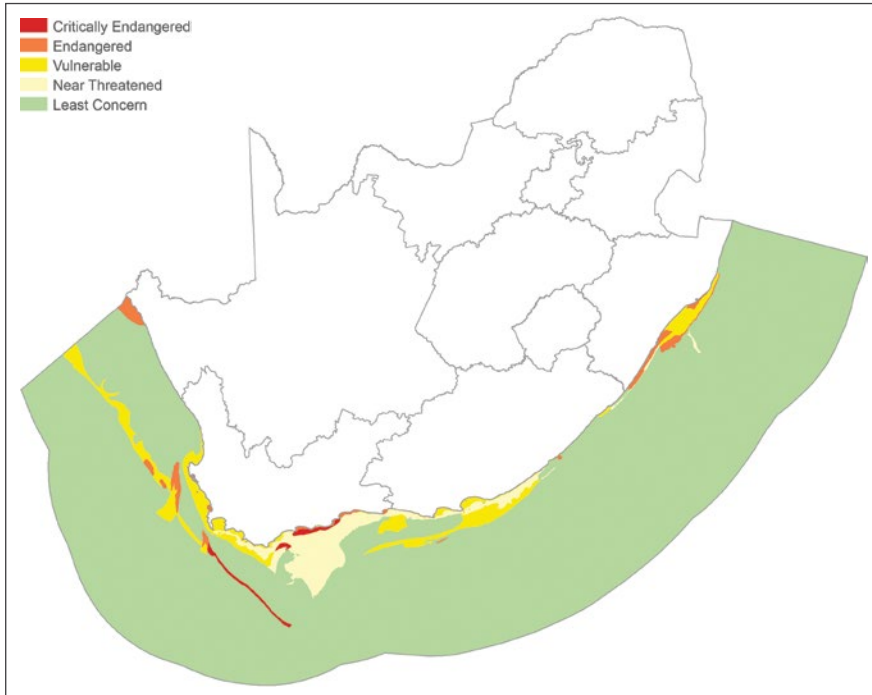 Critically Endangered
Endangered
Vulnerable
Near Threatened
Least Concern